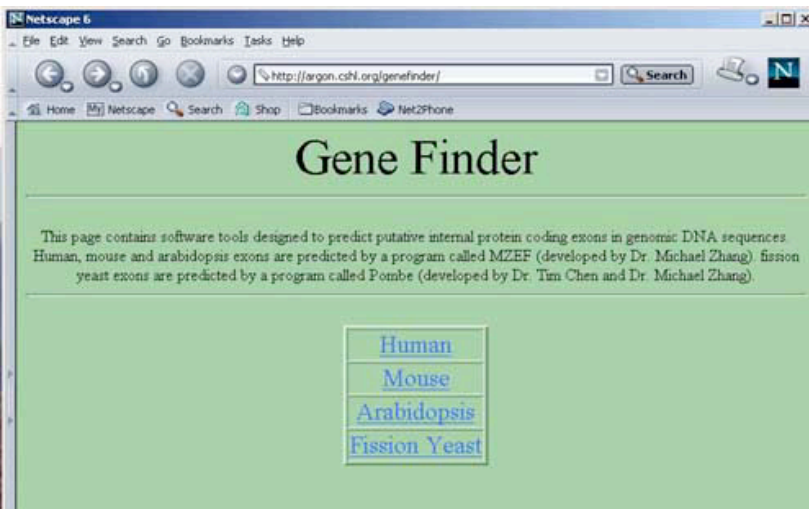 Netscape 6
File Edit View Search Go Bookmarks Tasks Help
http://argon.cshl.org/genefinder/ Search N
Home My Netscape Search Shop Bookmarks Net2Phone
Gene Finder
This page contains software tools designed to predict putative internal protein coding exons in genomic DNA sequences.
Human, mouse and arabidopsis exons are predicted by a program called MZEF (developed by Dr. Michael Zhang). fission
yeast exons are predicted by a program called Pombe (developed by Dr. Tim Chen and Dr. Michael Zhang).
Human
Mouse
Arabidopsis
Fission Yeast